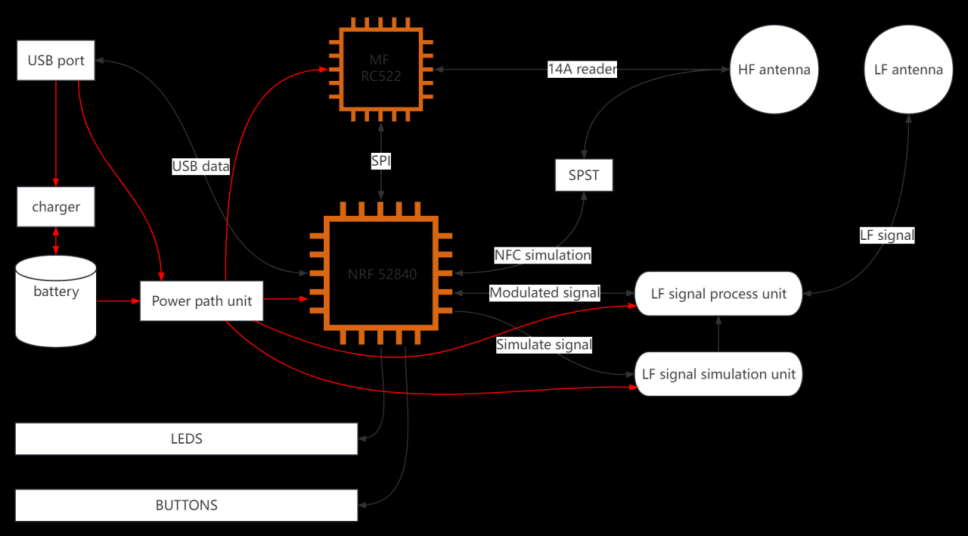 USB port
MF
RC522
14A reader
HF antenna
LF antenna
USB data
SPI
SPST
charger
LF signal
NFC simulation
battery
NRF 52840
Power path unit
Modulated signal
LF signal process unit
Simulate signal
LF signal simulation unit
LEDS
BUTTONS